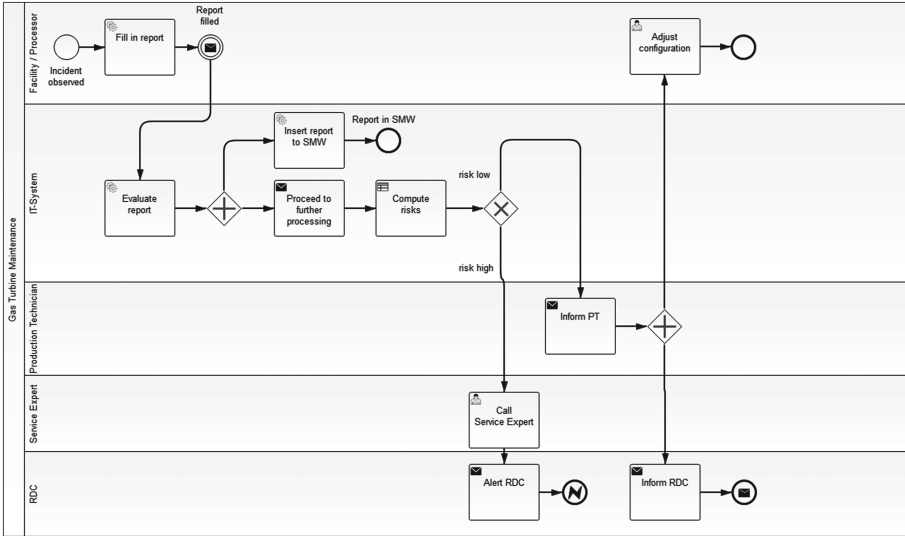 Gas Turbine Maintenance
Facility / Processor
Incident
observed
Fill in report
Report
filled
Adjust
configuration
IT-System
Evaluate
report
Insert report
to SMW
Report in SMW
Proceed to
further
processing
Compute
risks
risk low
risk high
Production Technician
Inform PT
Service Expert
Call
Service Expert
RDC
Alert RDC
Inform RDC